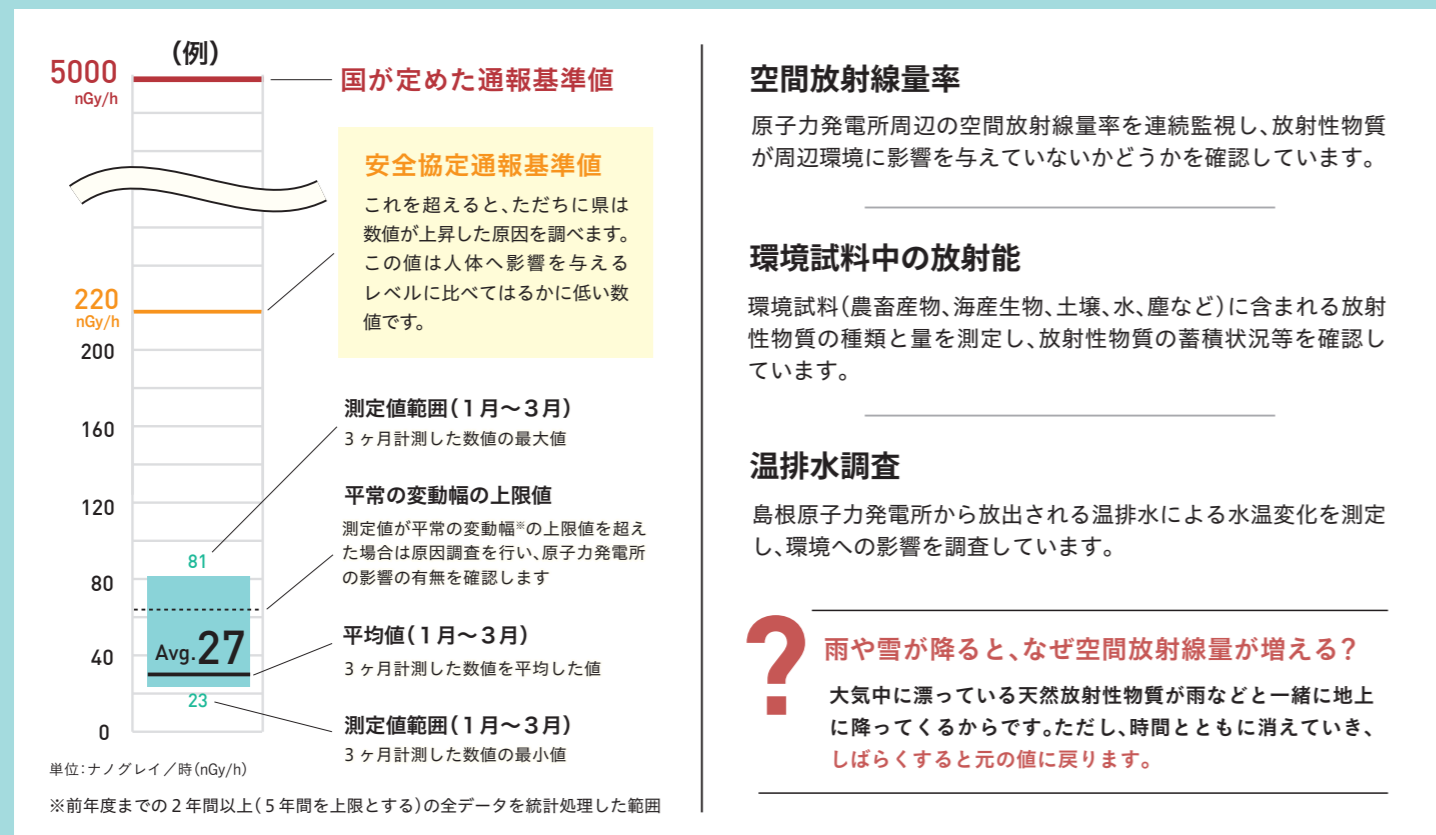 (例)
5000
nGy/h
国が定めた通報基準値
安全協定通報基準値
これを超えると、ただちに県は
数値が上昇した原因を調べます。
この値は人体へ影響を与える
レベルに比べてはるかに低い数
値です。
220
nGy/h
200
160
120
80
40
0
測定値範囲(1月〜3月)
3ヶ月計測した数値の最大値
平常の変動幅の上限値
測定値が平常の変動幅※の上限値を超え
た場合は原因調査を行い、原子力発電所
の影響の有無を確認します
81
Avg.27
23
平均値(1月〜3月)
3ヶ月計測した数値を平均した値
測定値範囲(1月〜3月)
3ヶ月計測した数値の最小値
単位:ナノグレイ/時(nGy/h)
※前年度までの2年間以上(5年間を上限とする)の全データを統計処理した範囲
空間放射線量率
原子力発電所周辺の空間放射線量率を連続監視し、放射性物質
が周辺環境に影響を与えていないかどうかを確認しています。
環境試料中の放射能
環境試料(農畜産物、海産生物、土壌、水、塵など)に含まれる放射
性物質の種類と量を測定し、放射性物質の蓄積状況等を確認し
ています。
温排水調査
島根原子力発電所から放出される温排水による水温変化を測定
し、環境への影響を調査しています。
?
雨や雪が降ると、なぜ空間放射線量が増える?
大気中に漂っている天然放射性物質が雨などと一緒に地上
に降ってくるからです。ただし、時間とともに消えていき、
しばらくすると元の値に戻ります。